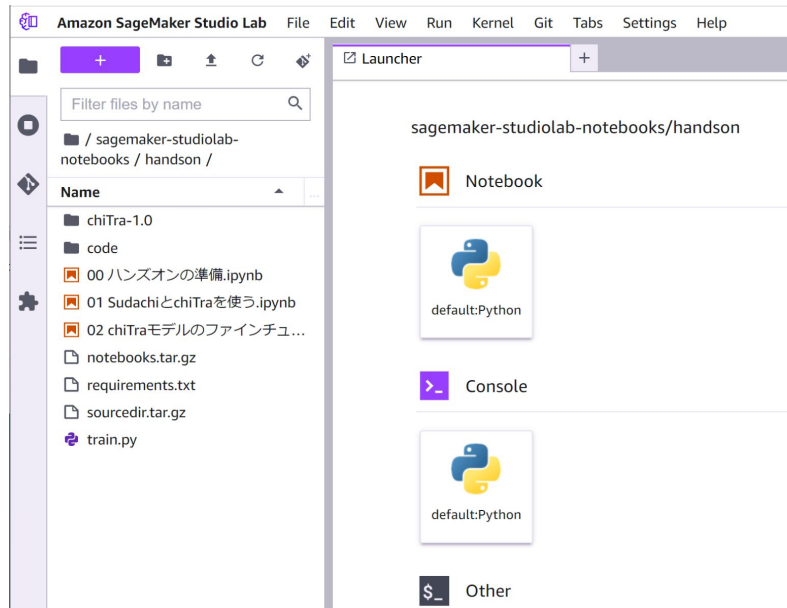 Amazon SageMaker Studio Lab File Edit View Run Kernel Git Tabs Settings Help
Launcher
Filter files by name
/ sagemaker-studiolab-
notebooks / handson /
Name
chiTra-1.0
code
00 ハンズオンの準備.ipynb
01 SudachiとchiTraを使う.ipynb
02 chiTraモデルのファインチュ...
notebooks.tar.gz
requirements.txt
sourcedir.tar.gz
train.py
sagemaker-studiolab-notebooks/handson
Notebook
default:Python
Console
default:Python
$_ Other